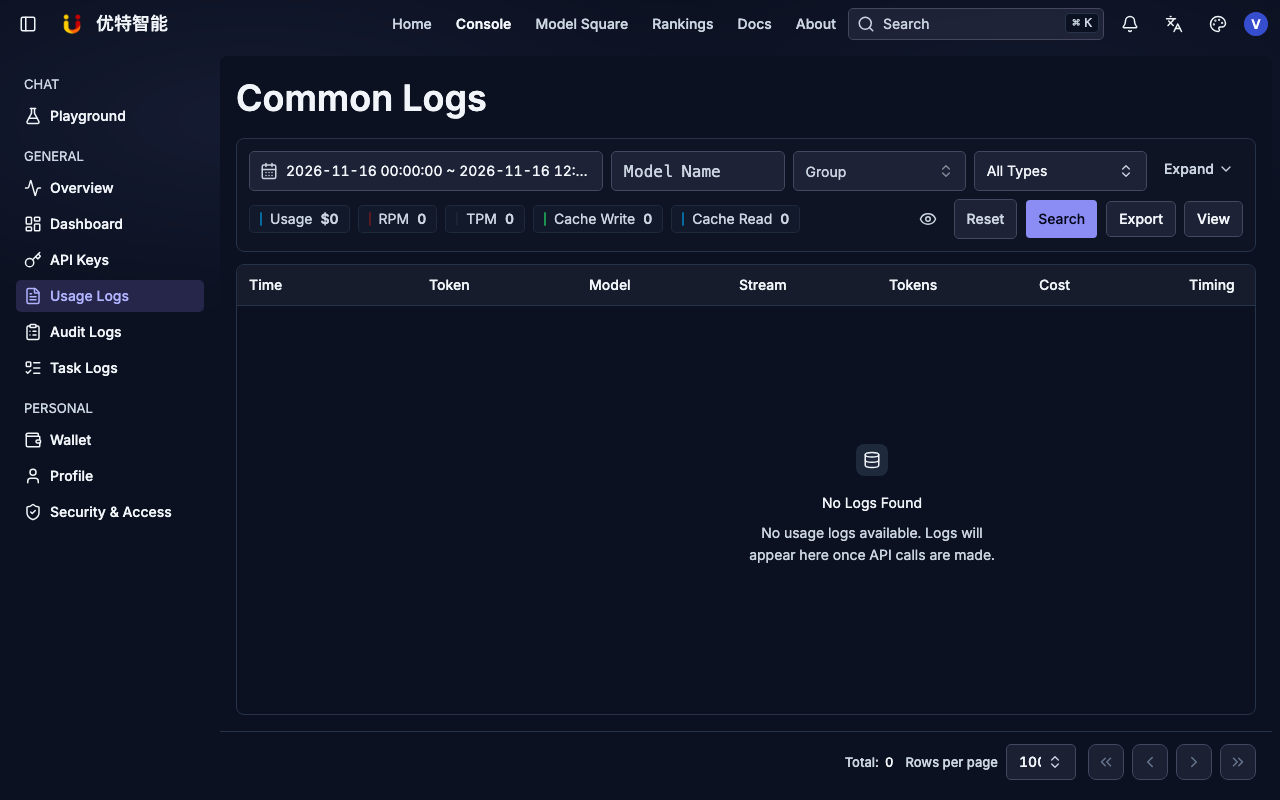 优特智能
Home Console Model Square Rankings Docs About Search ⌘ K V
CHAT
Playground
GENERAL
Overview
Dashboard
API Keys
Usage Logs
Audit Logs
Task Logs
PERSONAL
Wallet
Profile
Security & Access
Common Logs
2026-11-16 00:00:00 ~ 2026-11-16 12:... Model Name Group All Types Expand
Usage $0 RPM 0 TPM 0 Cache Write 0 Cache Read 0 Reset Search Export View
Time Token Model Stream Tokens Cost Timing
No Logs Found
No usage logs available. Logs will
appear here once API calls are made.
Total: 0 Rows per page 100